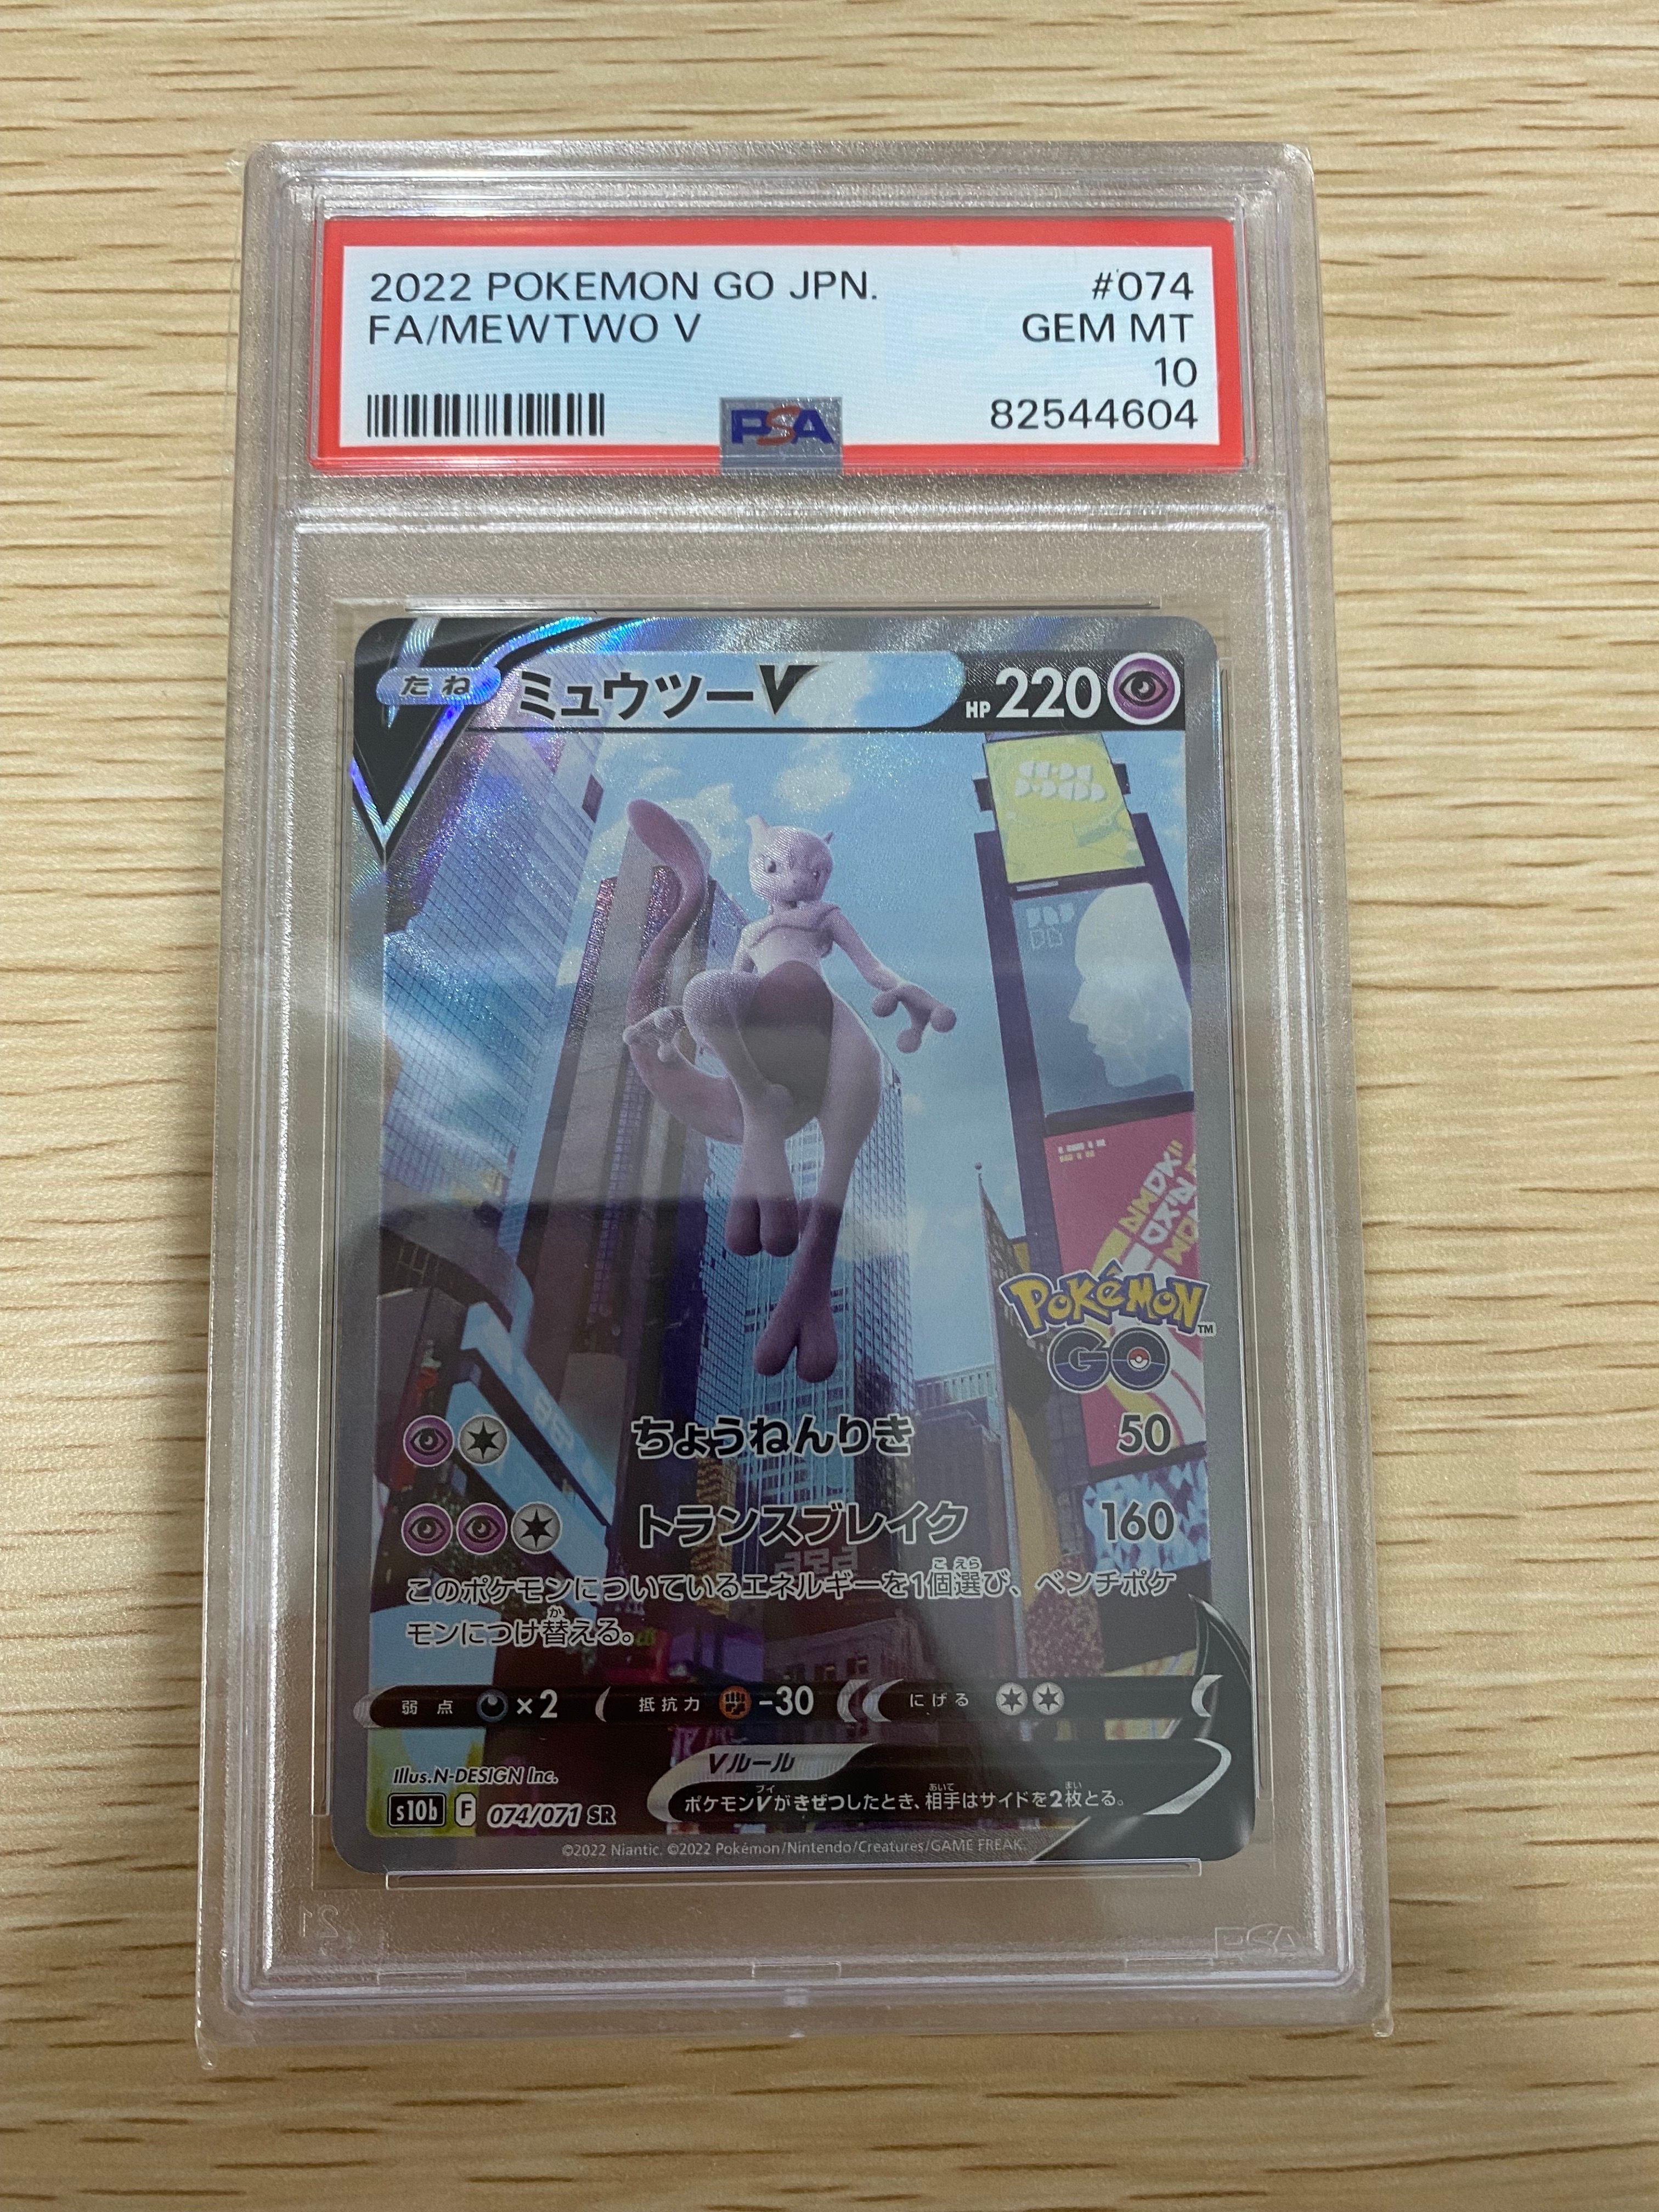 2022 POKEMON GO JPN. #074
FA/MEWTWO V GEM MT
10
PSA 82544604
たね ミュウツーV HP 220
Pokémon™
GO
ちょうねんりき 50
トランスブレイク 160
このポケモンについているエネルギーを1個選び、ベンチポケ
モンにつけ替える。
弱点 ×2 抵抗力 -30 にげる
Vルール
ポケモンVがきぜつしたとき、相手はサイドを2枚とる。
Illus.N-DESIGN Inc.
s10b F 074/071 SR
©2022 Niantic. ©2022 Pokémon/Nintendo/Creatures/GAME FREAK.
PSA